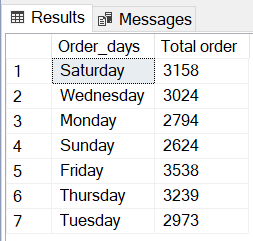 Results Messages
Order_days Total order
1 Saturday 3158
2 Wednesday 3024
3 Monday 2794
4 Sunday 2624
5 Friday 3538
6 Thursday 3239
7 Tuesday 2973